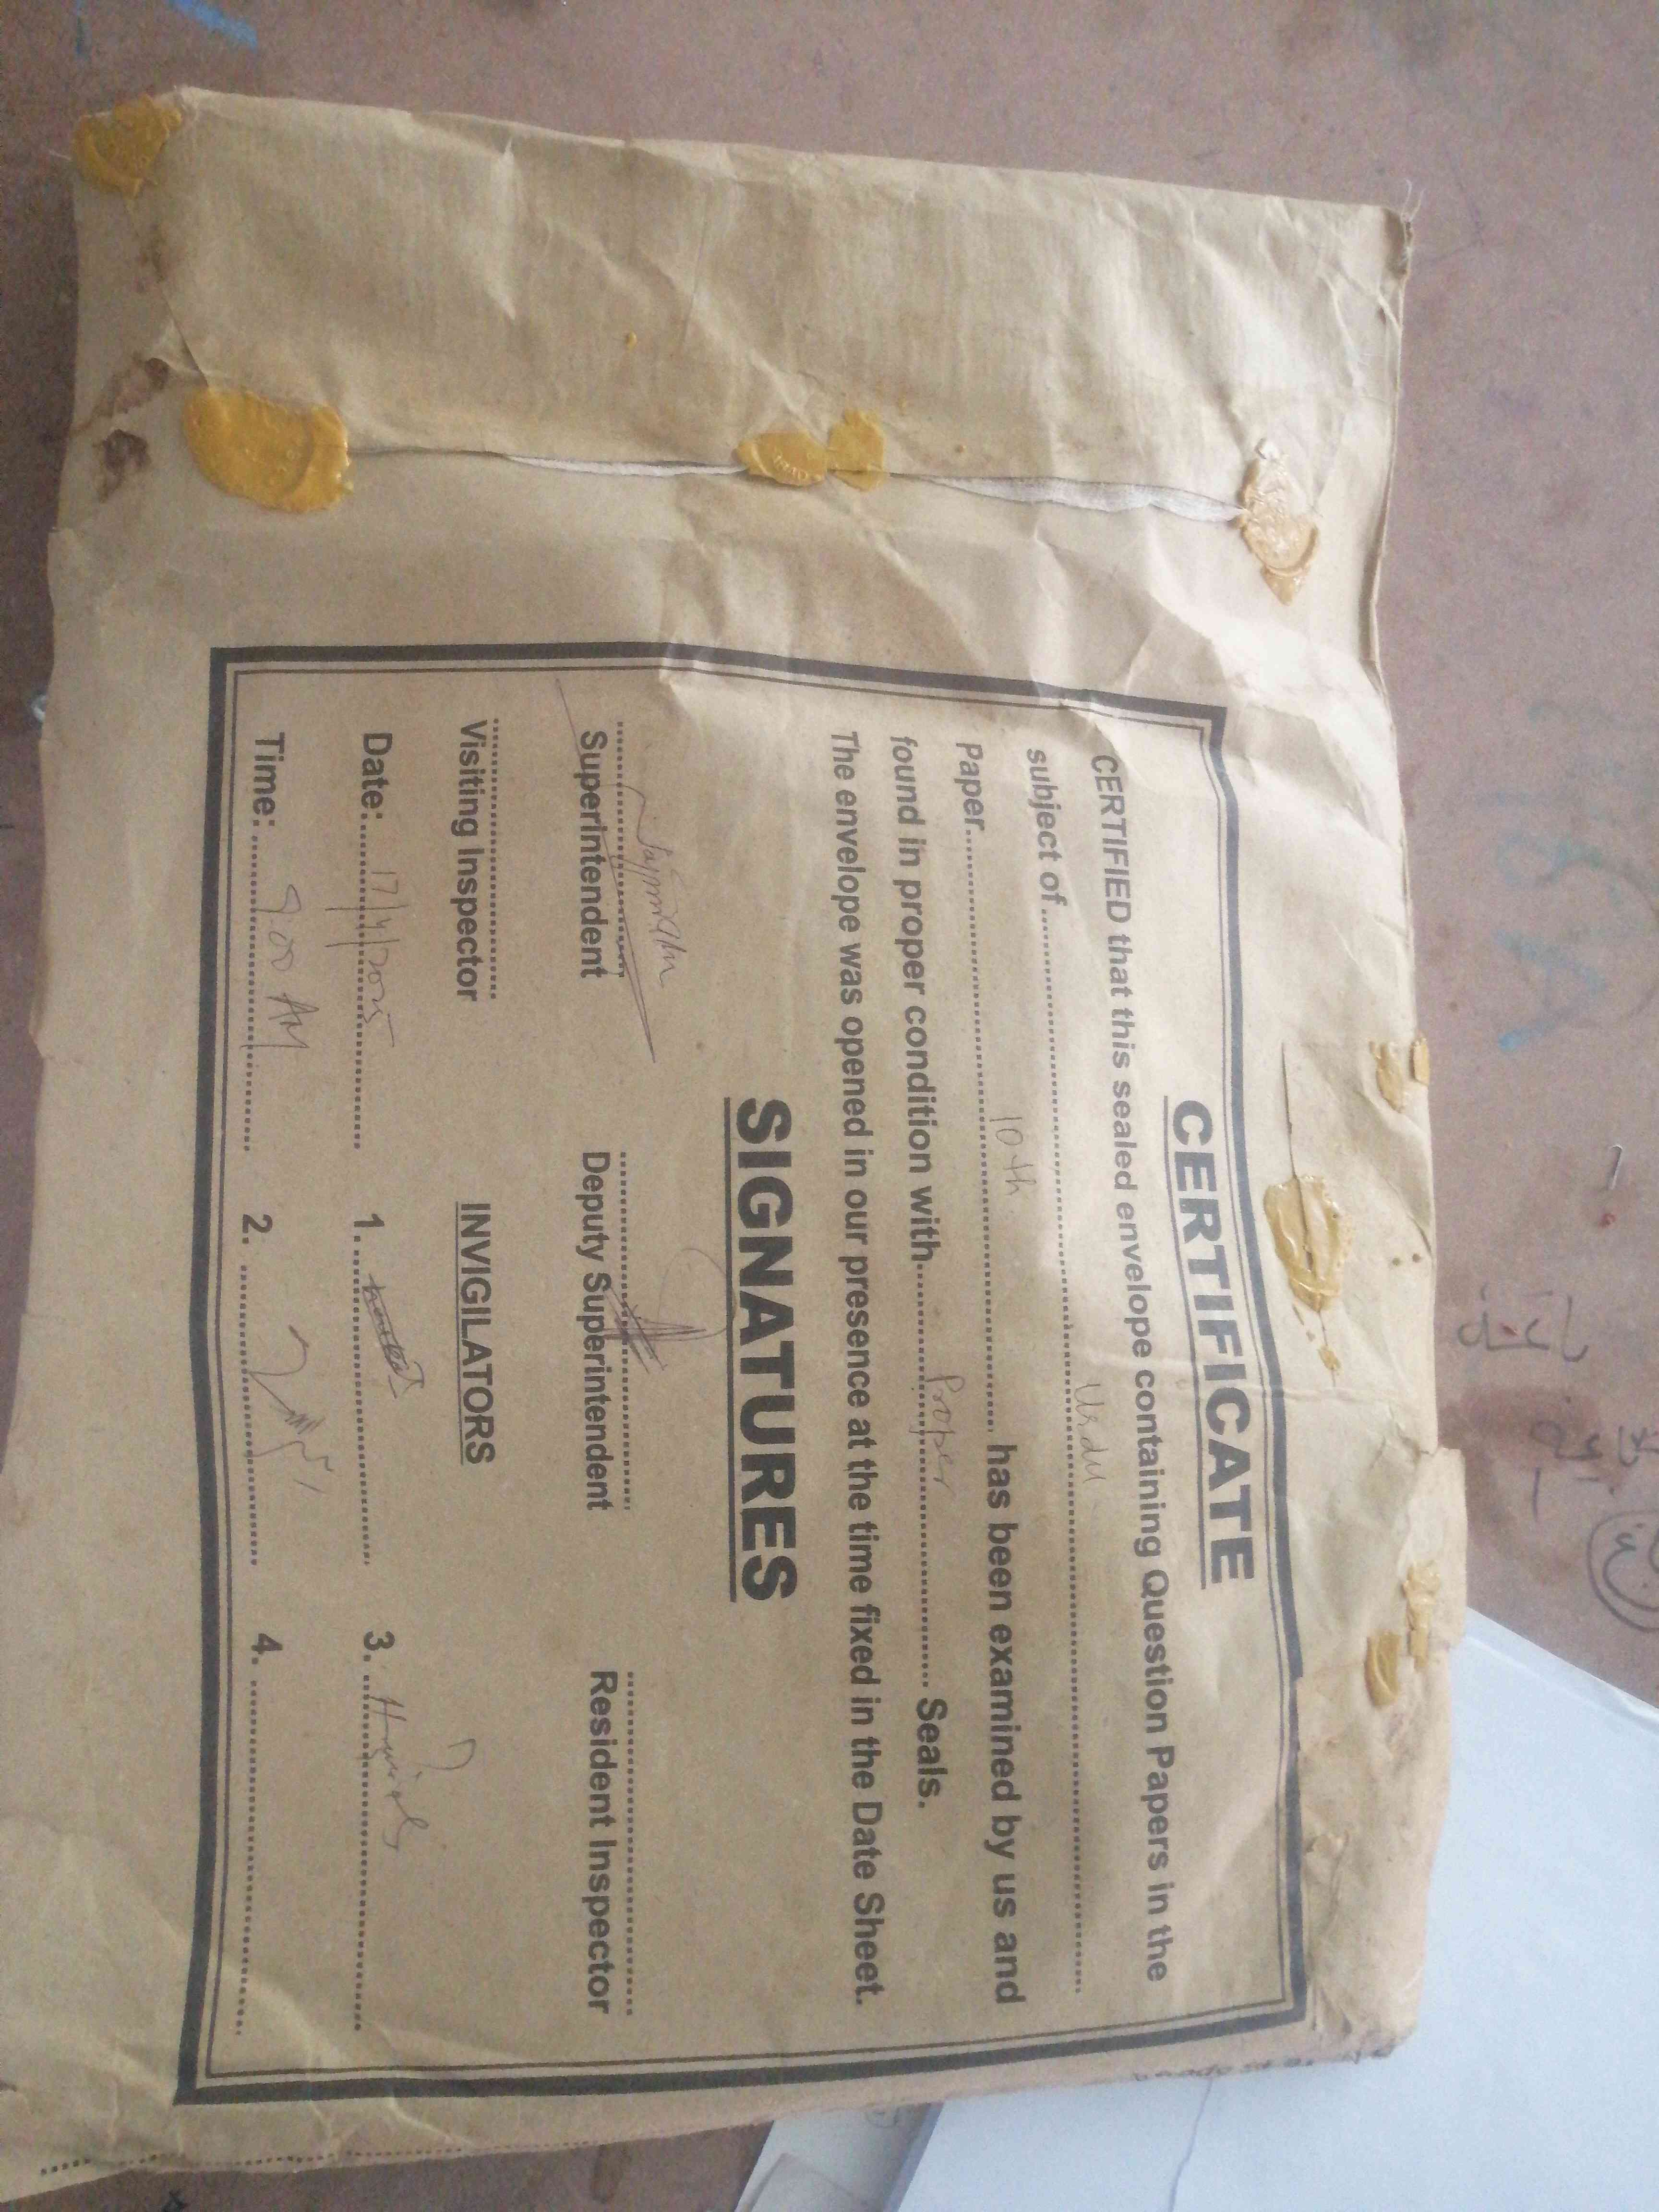 CERTIFICATE
CERTIFIED that this sealed envelope containing Question Papers in the
subject of.......... Urdu ..........
Paper.......... 10th .......... has been examined by us and
found in proper condition with.......... Proper .......... Seals.
The envelope was opened in our presence at the time fixed in the Date Sheet.
SIGNATURES
Superintendent Deputy Superintendent Resident Inspector
Visiting Inspector INVIGILATORS
Date: 17/4/2025 1. 3.
Time: 9.00 AM 2. 4.